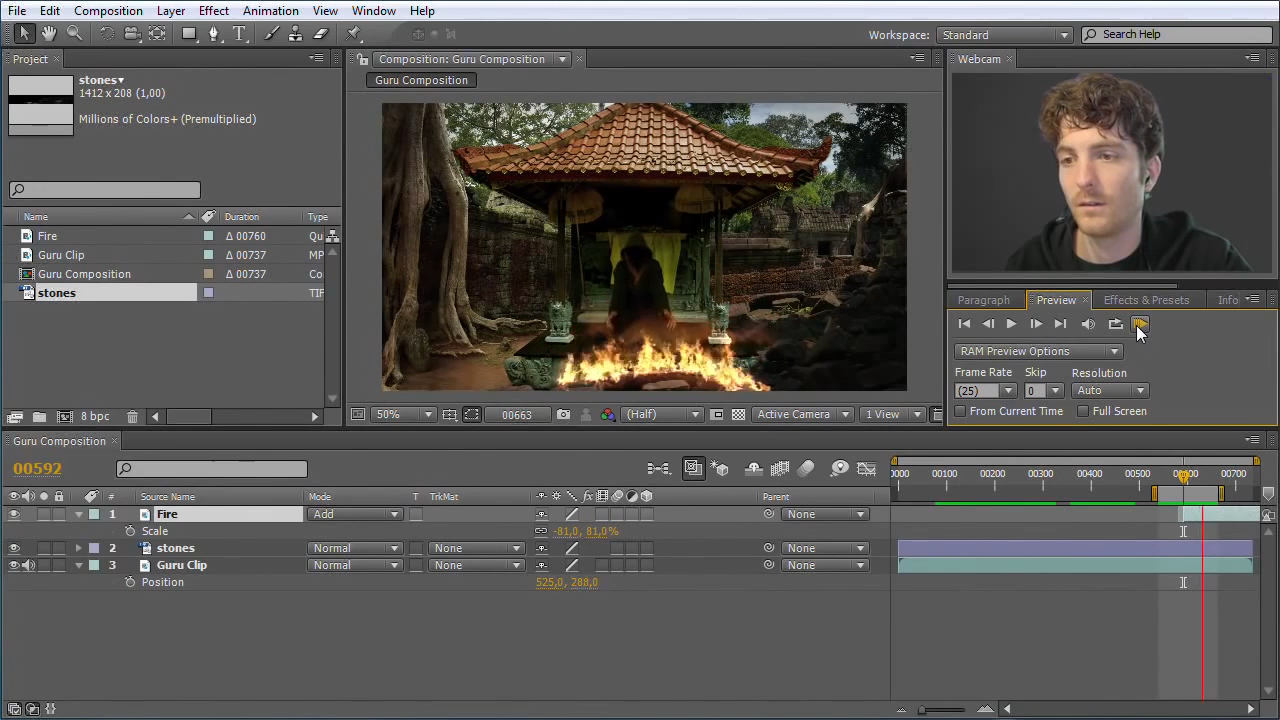 File Edit Composition Layer Effect Animation View Window Help
Workspace: Standard Search Help
Project
stones▾
1412 x 208 (1,00)
Millions of Colors+ (Premultiplied)
Name Duration Type
Fire Δ 00760 Qu
Guru Clip Δ 00737 MP
Guru Composition Δ 00737 Co
stones TIF
8 bpc
Composition: Guru Composition
Guru Composition
50% 00663 (Half) Active Camera 1 View
Webcam
Paragraph Preview Effects & Presets Info
RAM Preview Options
Frame Rate Skip Resolution
(25) 0 Auto
From Current Time Full Screen
Guru Composition
00592
0000 00100 00200 00300 00400 00500 00600 00700
# Source Name Mode T TrkMat Parent
1 Fire Add None
Scale -81,0, 81,0%
2 stones Normal None None
3 Guru Clip Normal None None
Position 525,0, 288,0